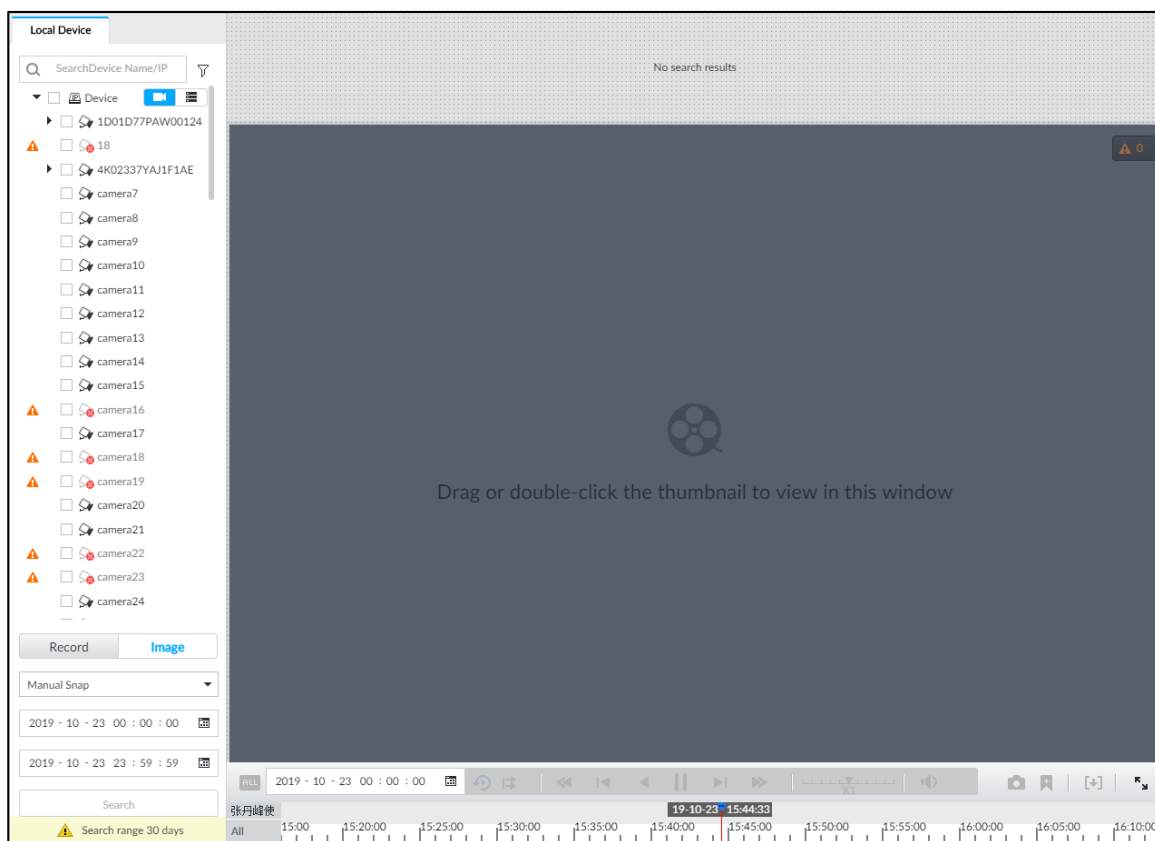 Local Device
SearchDevice Name/IP
No search results
Device
1D01D77PAW00124
18
0
4K02337YAJ1F1AE
camera7
camera8
camera9
camera10
camera11
camera12
camera13
camera14
camera15
camera16
camera17
camera18
camera19
camera20
camera21
camera22
camera23
camera24
Drag or double-click the thumbnail to view in this window
Record Image
Manual Snap
2019 - 10 - 23 00 : 00 : 00
2019 - 10 - 23 23 : 59 : 59
Search
Search range 30 days
ALL 2019 - 10 - 23 00 : 00 : 00 X1
张丹峰使 19-10-23 15:44:33
All 15:00 15:20:00 15:25:00 15:30:00 15:35:00 15:40:00 15:45:00 15:50:00 15:55:00 16:00:00 16:05:00 16:10:00